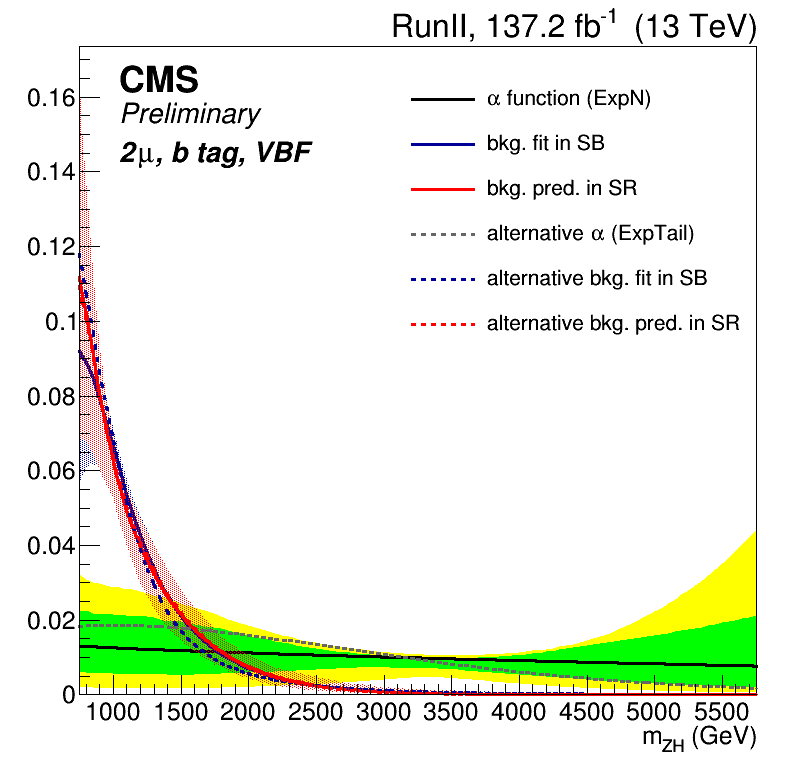 RunII, 137.2 fb-1 (13 TeV)
CMS
Preliminary
2μ, b tag, VBF
α function (ExpN)
bkg. fit in SB
bkg. pred. in SR
alternative α (ExpTail)
alternative bkg. fit in SB
alternative bkg. pred. in SR
0.16
0.14
0.12
0.1
0.08
0.06
0.04
0.02
0
1000 1500 2000 2500 3000 3500 4000 4500 5000 5500
mZH (GeV)